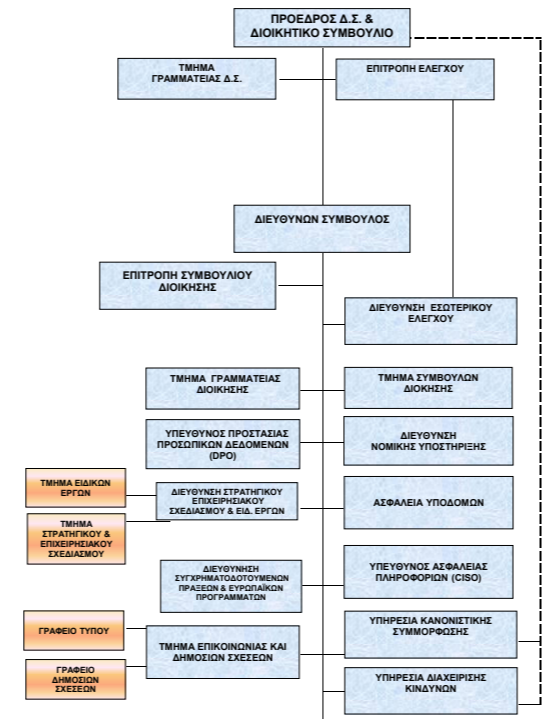 ΠΡΟΕΔΡΟΣ Δ.Σ. &
ΔΙΟΙΚΗΤΙΚΟ ΣΥΜΒΟΥΛΙΟ
ΤΜΗΜΑ
ΓΡΑΜΜΑΤΕΙΑΣ Δ.Σ.
ΕΠΙΤΡΟΠΗ ΕΛΕΓΧΟΥ
ΔΙΕΥΘΥΝΩΝ ΣΥΜΒΟΥΛΟΣ
ΕΠΙΤΡΟΠΗ ΣΥΜΒΟΥΛΙΟΥ
ΔΙΟΙΚΗΣΗΣ
ΔΙΕΥΘΥΝΣΗ ΕΣΩΤΕΡΙΚΟΥ
ΕΛΕΓΧΟΥ
ΤΜΗΜΑ ΓΡΑΜΜΑΤΕΙΑΣ
ΔΙΟΙΚΗΣΗΣ
ΤΜΗΜΑ ΣΥΜΒΟΥΛΩΝ
ΔΙΟΚΗΣΗΣ
ΥΠΕΥΘΥΝΟΣ ΠΡΟΣΤΑΣΙΑΣ
ΠΡΟΣΩΠΙΚΩΝ ΔΕΔΟΜΕΝΩΝ
(DPO)
ΔΙΕΥΘΥΝΣΗ
ΝΟΜΙΚΗΣ ΥΠΟΣΤΗΡΙΞΗΣ
ΤΜΗΜΑ ΕΙΔΙΚΩΝ
ΕΡΓΩΝ
ΔΙΕΥΘΥΝΣΗ ΣΤΡΑΤΗΓΙΚΟΥ
ΕΠΙΧΕΙΡΗΣΙΑΚΟΥ
ΣΧΕΔΙΑΣΜΟΥ & ΕΙΔ. ΕΡΓΩΝ
ΑΣΦΑΛΕΙΑ ΥΠΟΔΟΜΩΝ
ΤΜΗΜΑ
ΣΤΡΑΤΗΓΙΚΟΥ &
ΕΠΙΧΕΙΡΗΣΙΑΚΟΥ
ΣΧΕΔΙΑΣΜΟΥ
ΔΙΕΥΘΥΝΗΣΗ
ΣΥΓΧΡΗΜΑΤΟΔΟΤΟΥΜΕΝΩΝ
ΠΡΑΞΕΩΝ & ΕΥΡΩΠΑΪΚΩΝ
ΠΡΟΓΡΑΜΜΑΤΩΝ
ΥΠΕΥΘΥΝΟΣ ΑΣΦΑΛΕΙΑΣ
ΠΛΗΡΟΦΟΡΙΩΝ (CISO)
ΓΡΑΦΕΙΟ ΤΥΠΟΥ
ΤΜΗΜΑ ΕΠΙΚΟΙΝΩΝΙΑΣ ΚΑΙ
ΔΗΜΟΣΙΩΝ ΣΧΕΣΕΩΝ
ΥΠΗΡΕΣΙΑ ΚΑΝΟΝΙΣΤΙΚΗΣ
ΣΥΜΜΟΡΦΩΣΗΣ
ΓΡΑΦΕΙΟ
ΔΗΜΟΣΙΩΝ
ΣΧΕΣΕΩΝ
ΥΠΗΡΕΣΙΑ ΔΙΑΧΕΙΡΙΣΗΣ
ΚΙΝΔΥΝΩΝ